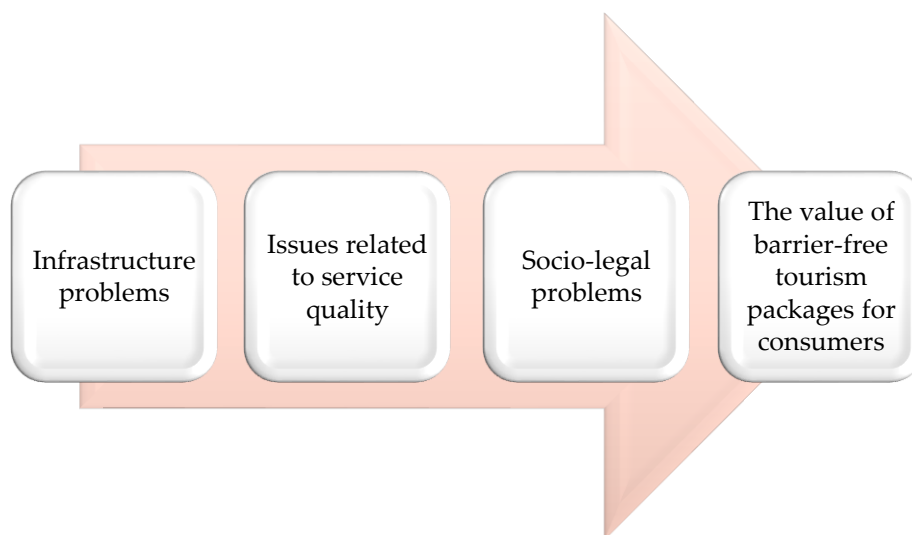 Infrastructure
problems
Issues related
to service
quality
Socio-legal
problems
The value of
barrier-free
tourism
packages for
consumers